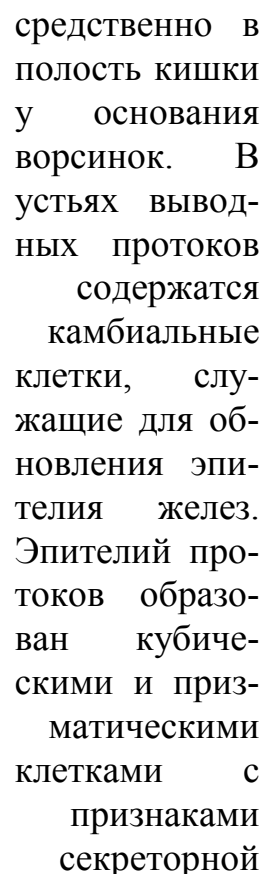 средственно в
полость кишки
у основания
ворсинок. В
устьях вывод-
ных протоков
содержатся
камбиальные
клетки, слу-
жащие для об-
новления эпи-
телия желез.
Эпителий про-
токов образо-
ван кубиче-
скими и приз-
матическими
клетками с
признаками
секреторной